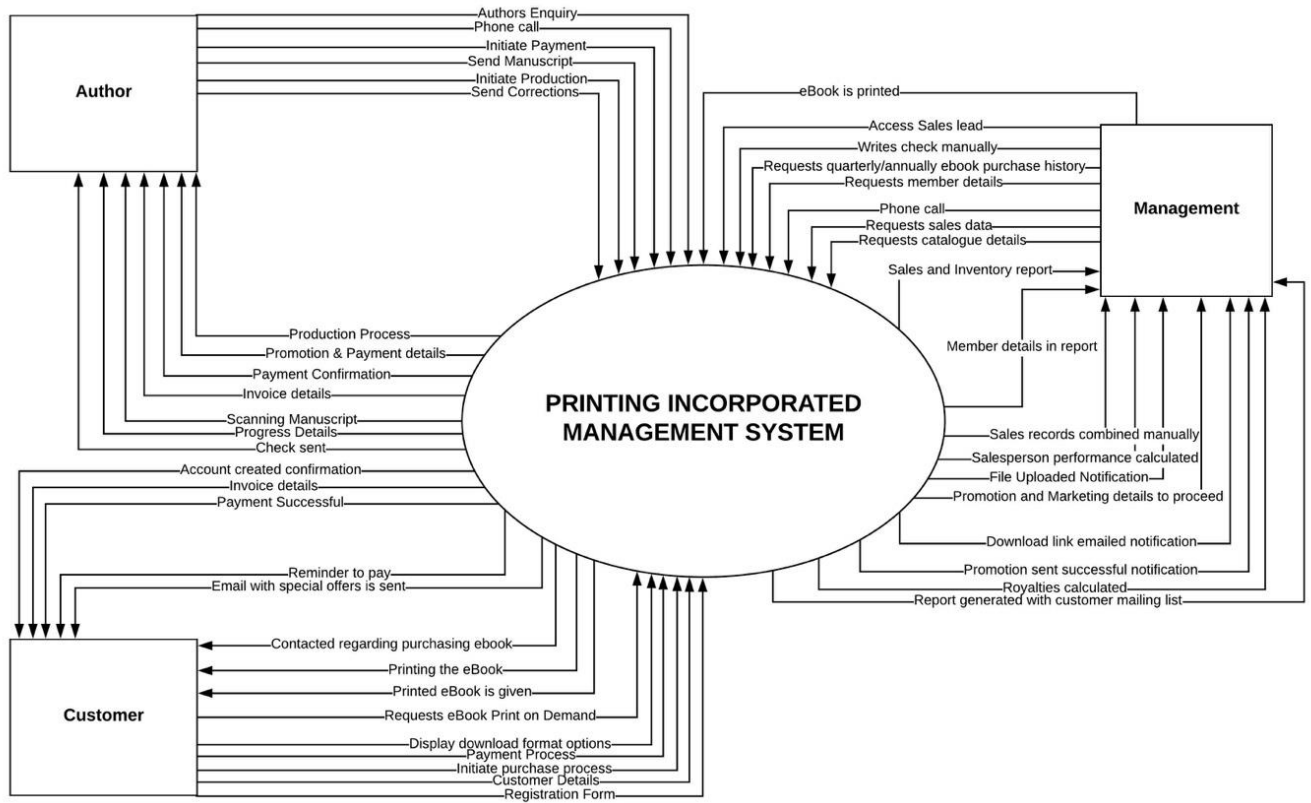 Authors Enquiry
Phone call
Initiate Payment
Send Manuscript
Initiate Production
Send Corrections
Author
eBook is printed
Access Sales lead
Writes check manually
Requests quarterly/annually ebook purchase history
Requests member details
Phone call
Requests sales data
Requests catalogue details
Management
Sales and Inventory report
Member details in report
Production Process
Promotion & Payment details
Payment Confirmation
Invoice details
Scanning Manuscript
Progress Details
Check sent
PRINTING INCORPORATED
MANAGEMENT SYSTEM
Sales records combined manually
Salesperson performance calculated
File Uploaded Notification
Promotion and Marketing details to proceed
Download link emailed notification
Promotion sent successful notification
Royalties calculated
Report generated with customer mailing list
Account created confirmation
Invoice details
Payment Successful
Reminder to pay
Email with special offers is sent
Contacted regarding purchasing ebook
Printing the eBook
Printed eBook is given
Customer
Requests eBook Print on Demand
Display download format options
Payment Process
Initiate purchase process
Customer Details
Registration Form